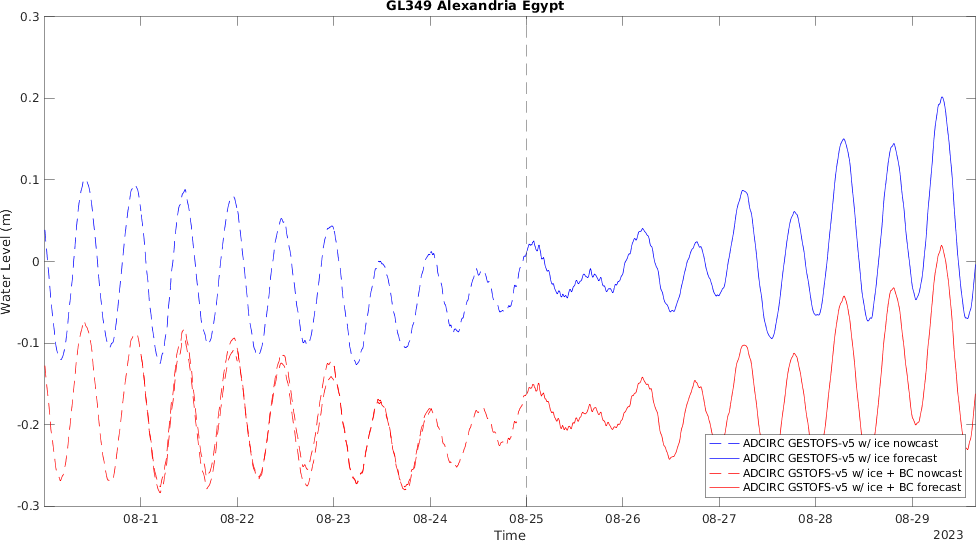 GL349 Alexandria Egypt
0.3
0.2
0.1
0
-0.1
-0.2
-0.3
Water Level (m)
ADCIRC GESTOFS-v5 w/ ice nowcast
ADCIRC GESTOFS-v5 w/ ice forecast
ADCIRC GSTOFS-v5 w/ ice + BC nowcast
ADCIRC GSTOFS-v5 w/ ice + BC forecast
08-21 08-22 08-23 08-24 08-25 08-26 08-27 08-28 08-29
Time
2023